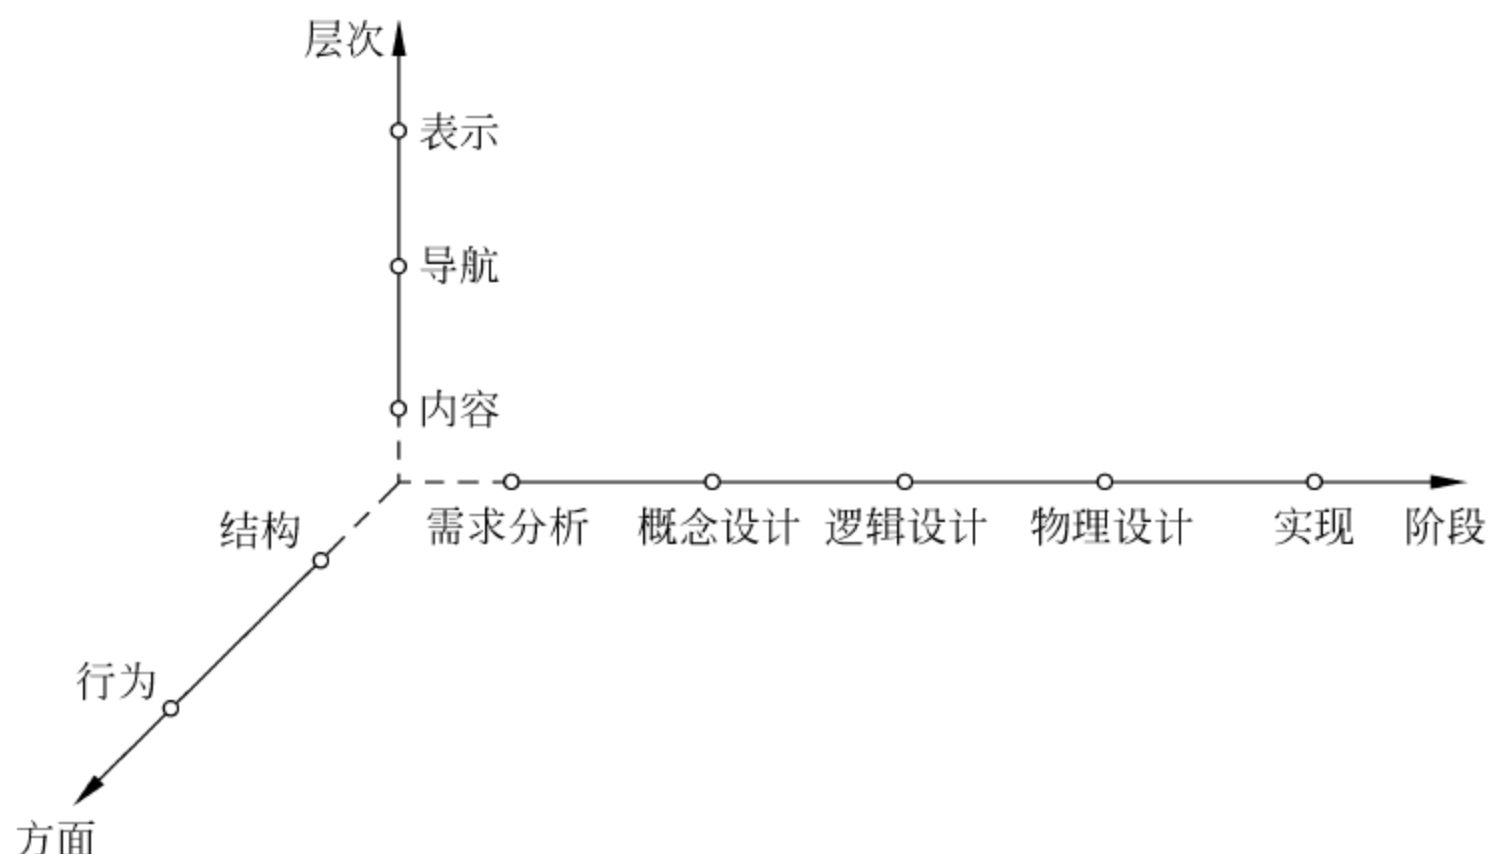 层次
表示
导航
内容
结构
需求分析 概念设计 逻辑设计 物理设计 实现 阶段
行为
方面